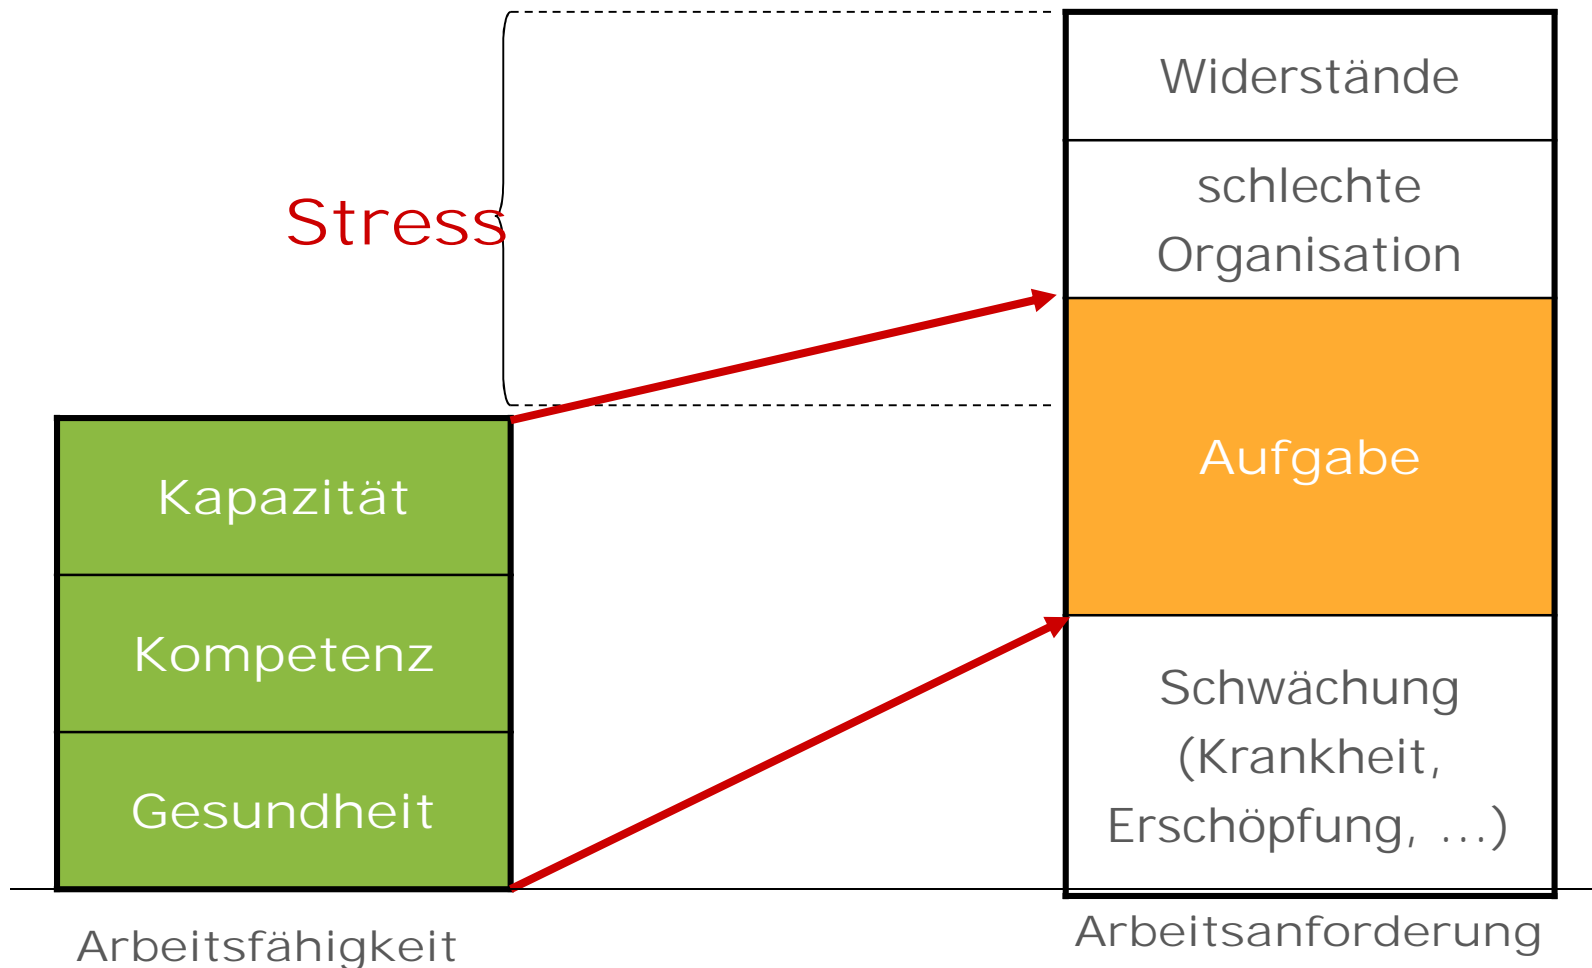 Stress
Kapazität
Kompetenz
Gesundheit
Arbeitsfähigkeit
Widerstände
schlechte
Organisation
Aufgabe
Schwächung
(Krankheit,
Erschöpfung, ...)
Arbeitsanforderung